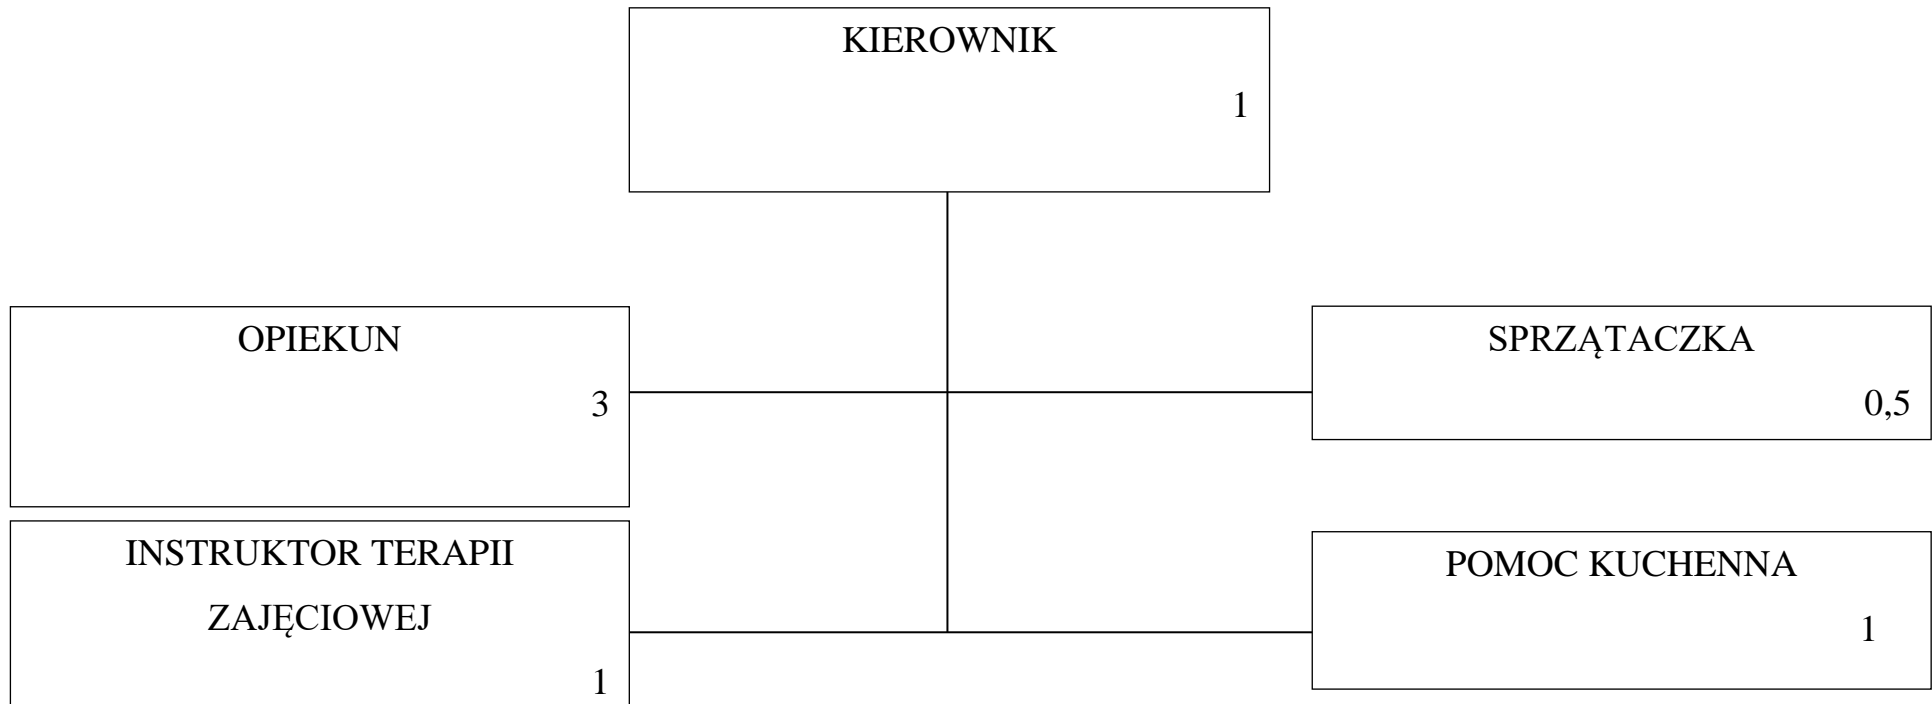 KIEROWNIK
1
OPIEKUN
3
SPRZĄTACZKA
0,5
INSTRUKTOR TERAPII
ZAJĘCIOWEJ
1
POMOC KUCHENNA
1